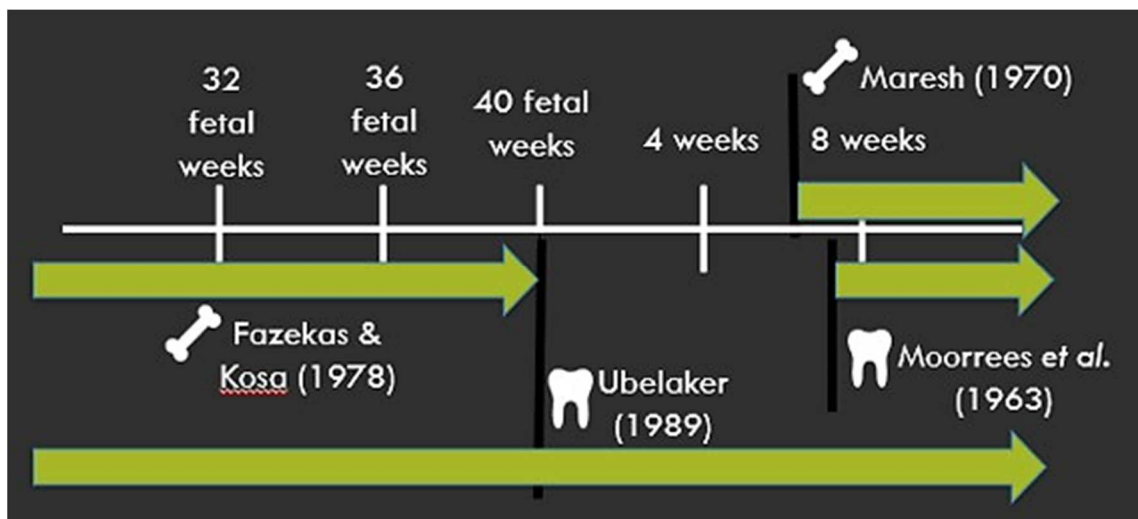 32
fetal
weeks
36
fetal
weeks
40 fetal
weeks
4 weeks
8 weeks
Maresh (1970)
Fazekas &
Kosa (1978)
Ubelaker
(1989)
Moorrees et al.
(1963)